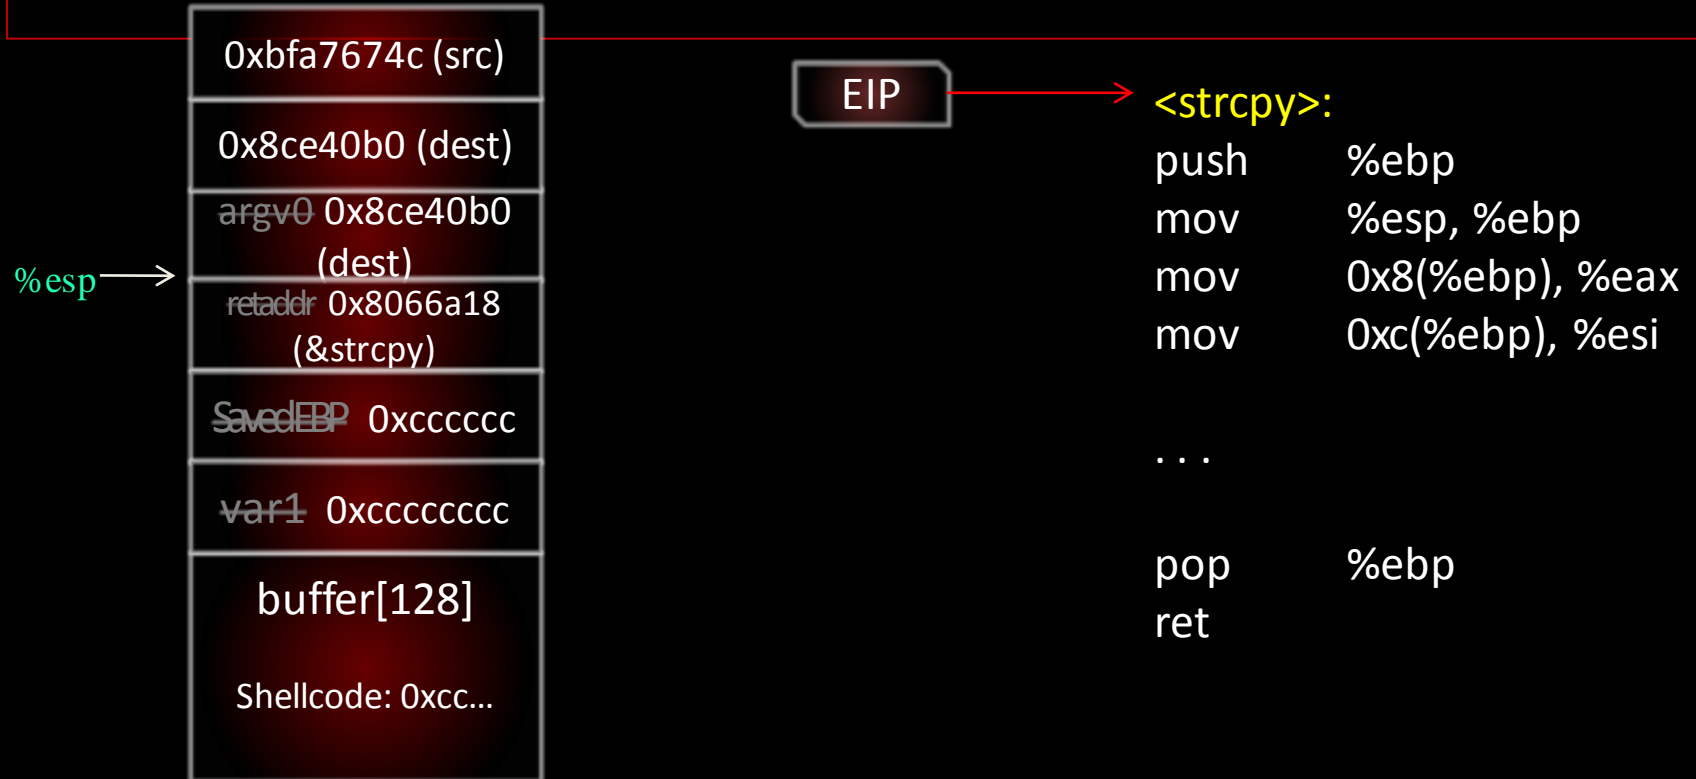 0xbfa7674c (src)
0x8ce40b0 (dest)
argv0 0x8ce40b0
(dest)
%esp
retaddr 0x8066a18
(&strcpy)
SavedEBP 0xcccccc
var1 0xcccccccc
buffer[128]
Shellcode: 0xcc...
EIP
<strcpy>:
push %ebp
mov %esp, %ebp
mov 0x8(%ebp), %eax
mov 0xc(%ebp), %esi
. . .
pop %ebp
ret